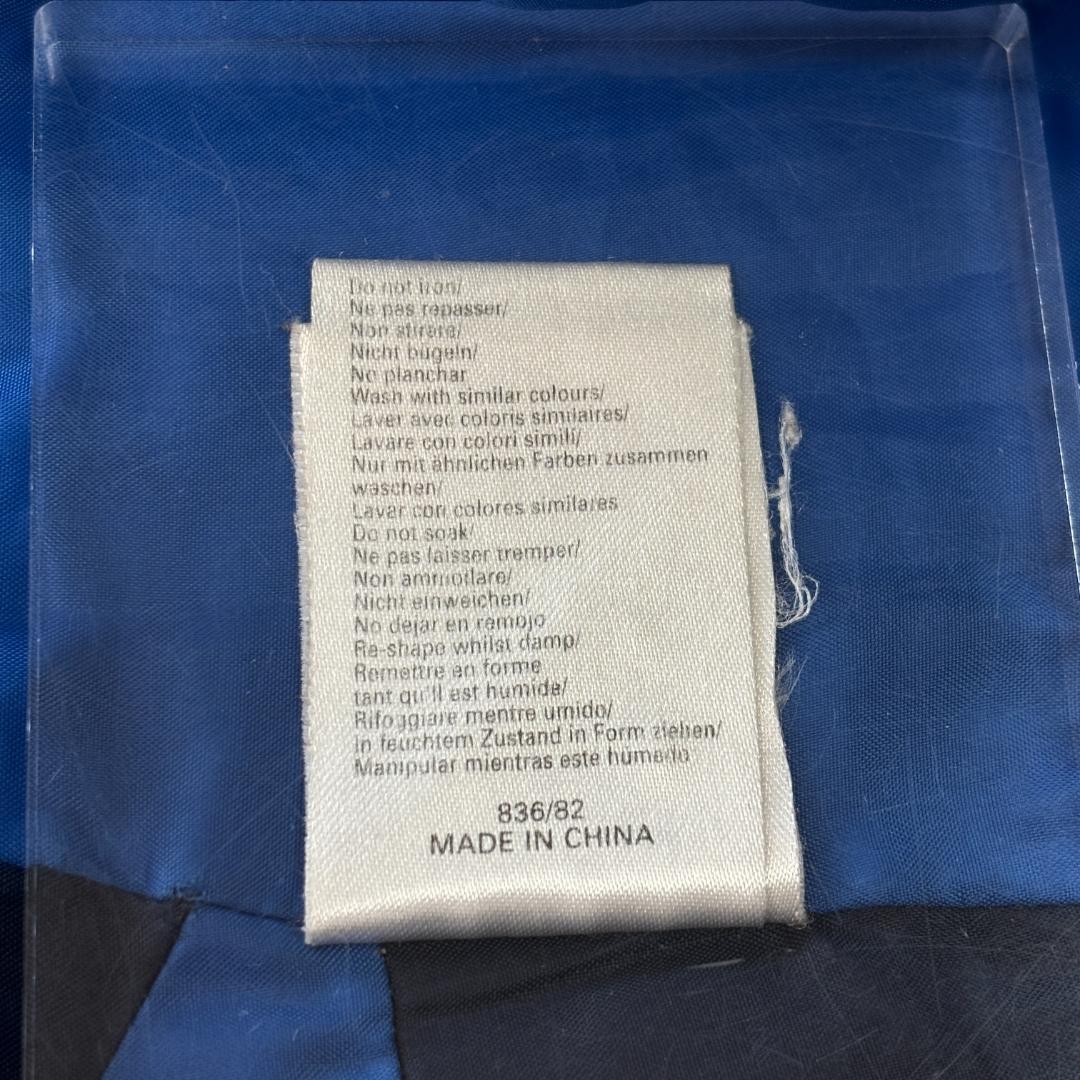 Do not iron/
Ne pas repasser/
Non stirare/
Nicht bügeln/
No planchar
Wash with similar colours/
Laver avec coloris similaires/
Lavare con colori simili/
Nur mit ähnlichen Farben zusammen
waschen/
Lavar con colores similares
Do not soak/
Ne pas laisser tremper/
Non ammollare/
Nicht einweichen/
No dejar en remojo
Re-shape whilst damp/
Remettre en forme
tant qu'il est humide/
Rifoggiare mentre umido/
In feuchtem Zustand in Form ziehen/
Manipular mientras este humedo
836/82
MADE IN CHINA